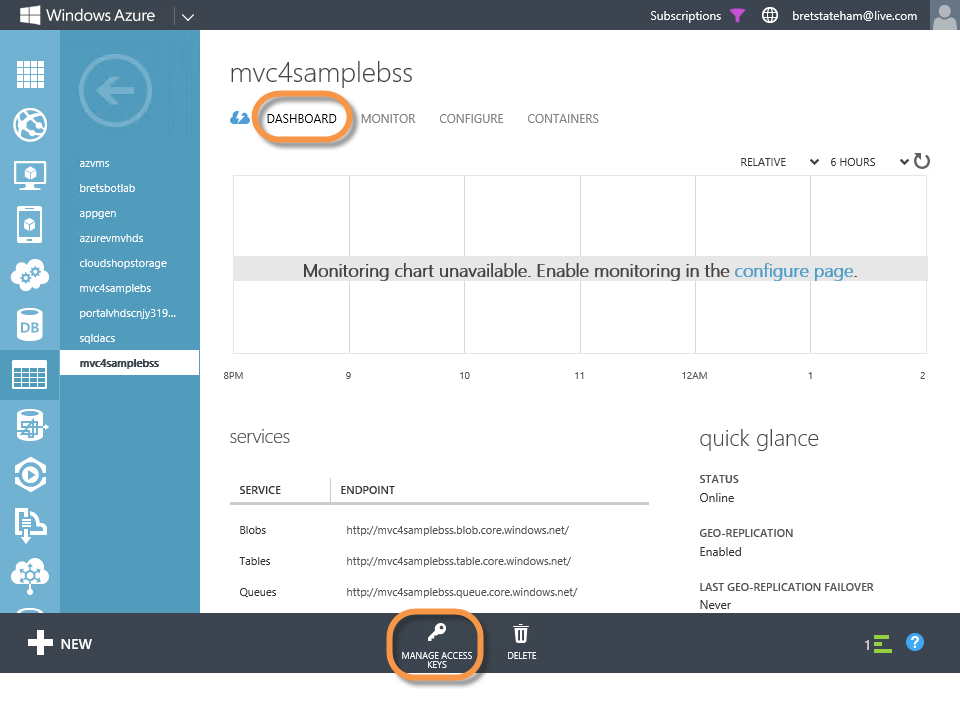 Windows Azure
Subscriptions
bretstateham@live.com
mvc4samplebss
DASHBOARD MONITOR CONFIGURE CONTAINERS
azvms
bretsbotlab
appgen
azurevmvhds
cloudshopstorage
mvc4samplebs
portalvhdscnjy319...
sqldacs
mvc4samplebss
DB
RELATIVE 6 HOURS
Monitoring chart unavailable. Enable monitoring in the configure page.
8PM 9 10 11 12AM 1 2
services
SERVICE ENDPOINT
Blobs http://mvc4samplebss.blob.core.windows.net/
Tables http://mvc4samplebss.table.core.windows.net/
Queues http://mvc4samplebss.queue.core.windows.net/
quick glance
STATUS
Online
GEO-REPLICATION
Enabled
LAST GEO-REPLICATION FAILOVER
Never
NEW
MANAGE ACCESS
KEYS
DELETE
1
?